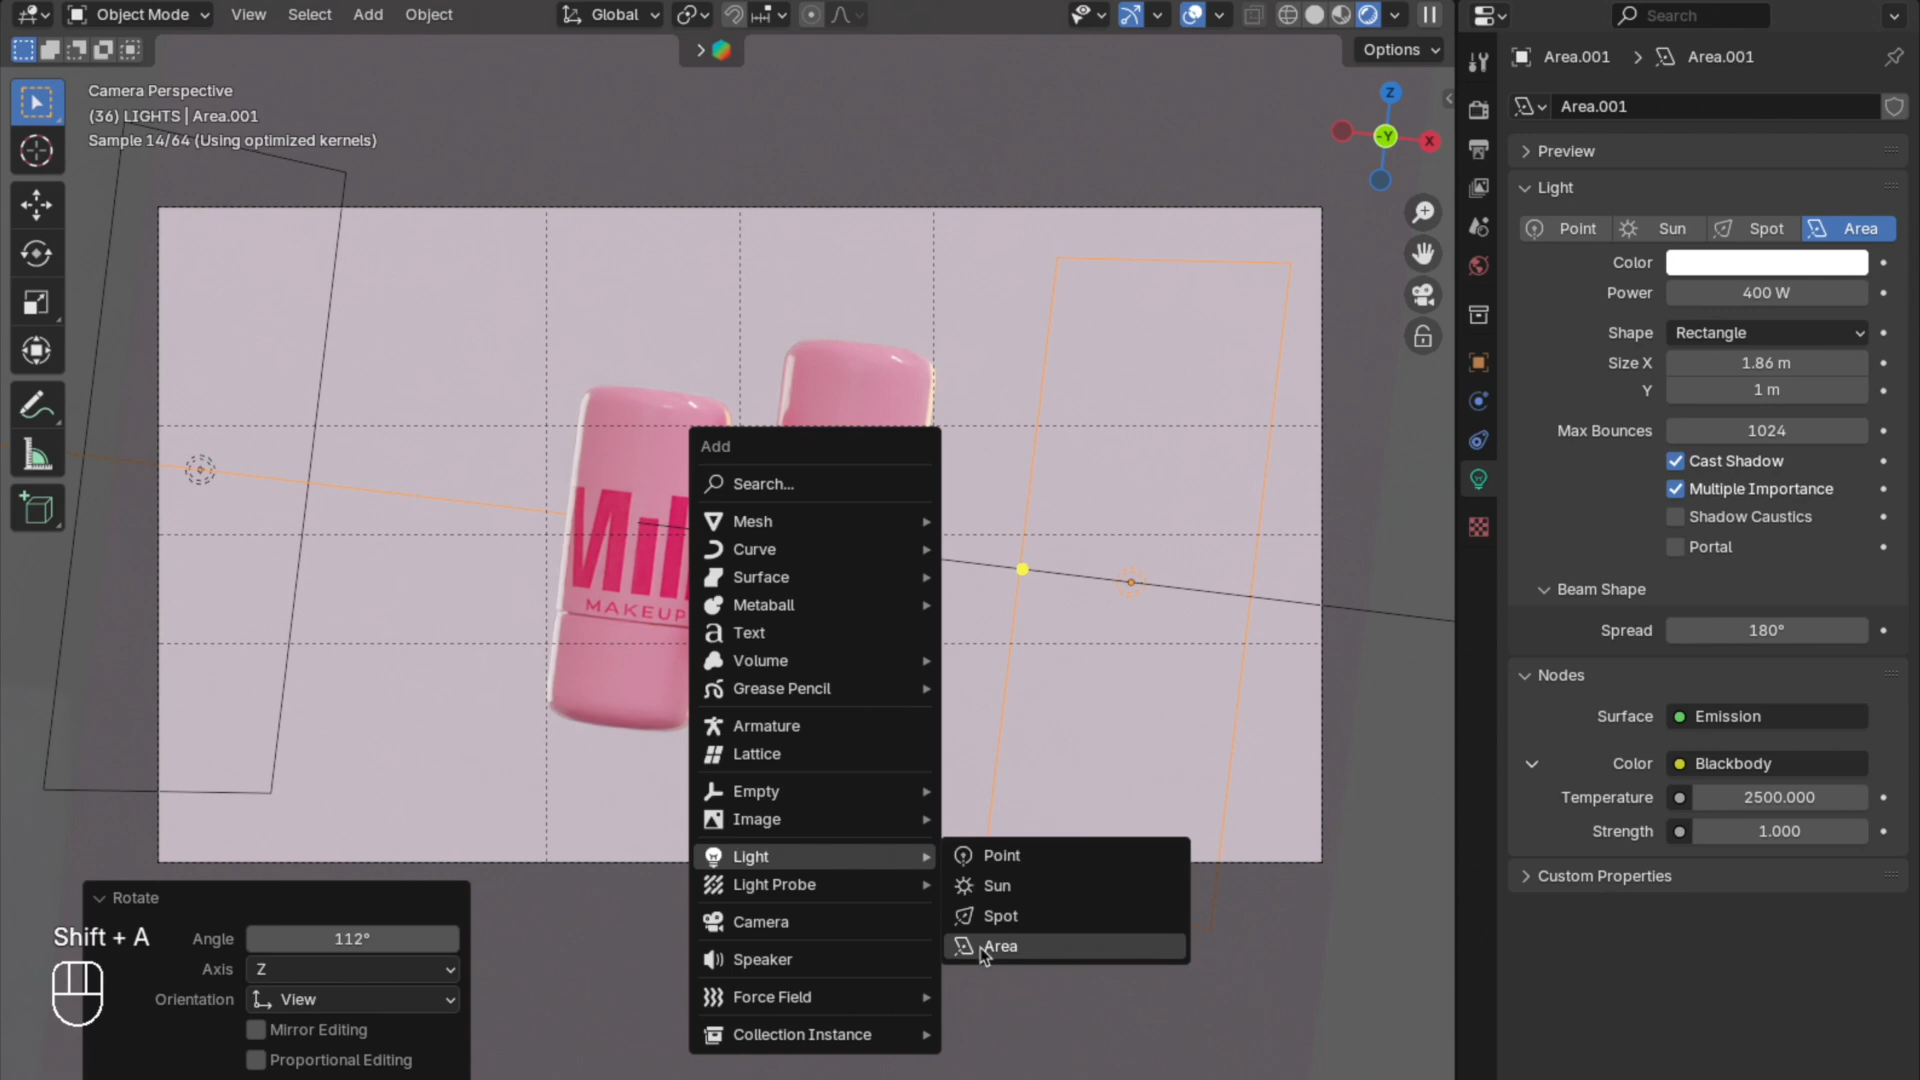 Object Mode View Select Add Object Global Search
Options
Camera Perspective
(36) LIGHTS | Area.001
Sample 14/64 (Using optimized kernels)
Z
-Y
X
Milk
MAKEUP
Add
Search...
Mesh
Curve
Surface
Metaball
Text
Volume
Grease Pencil
Armature
Lattice
Empty
Image
Light
Light Probe
Camera
Speaker
Force Field
Collection Instance
Point
Sun
Spot
Area
Rotate
Shift + A
Angle 112°
Axis Z
Orientation View
Mirror Editing
Proportional Editing
Area.001 Area.001
Area.001
Preview
Light
Point Sun Spot Area
Color
Power 400 W
Shape Rectangle
Size X 1.86 m
Y 1 m
Max Bounces 1024
Cast Shadow
Multiple Importance
Shadow Caustics
Portal
Beam Shape
Spread 180°
Nodes
Surface Emission
Color Blackbody
Temperature 2500.000
Strength 1.000
Custom Properties